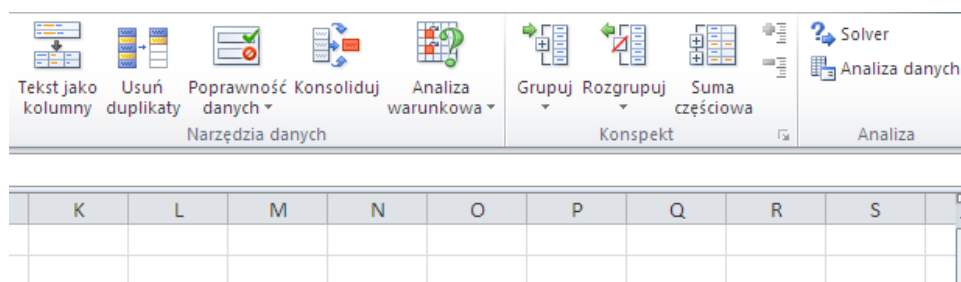 Tekst jako kolumny
Usuń duplikaty
Poprawność danych
Konsoliduj
Analiza warunkowa
Narzędzia danych
Grupuj
Rozgrupuj
Suma częściowa
Konspekt
Solver
Analiza danych
Analiza
K L M N O P Q R S